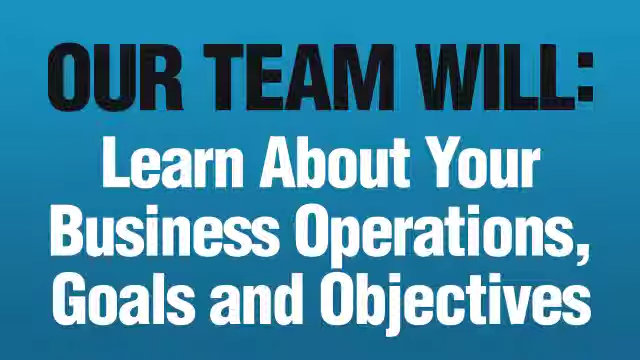 OUR TEAM WILL:
Learn About Your
Business Operations,
Goals and Objectives